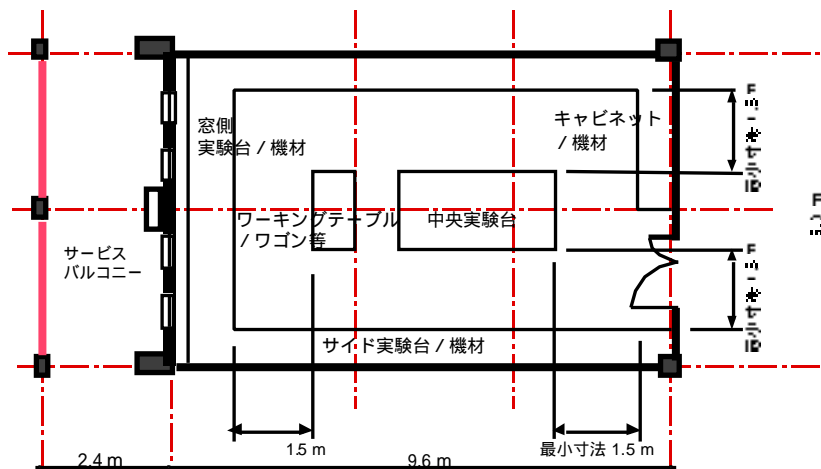 窓側
実験台 / 機材
キャビネット
/ 機材
ワーキングテーブル
/ ワゴン等
中央実験台
サービス
バルコニー
サイド実験台 / 機材
1.5 m
最小寸法 1.5 m
2.4 m
9.6 m